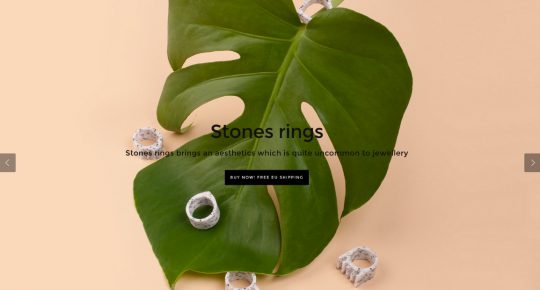 Stones rings
Stones rings brings an aesthetics which is quite uncommon to jewellery
BUY NOW! FREE EU SHIPPING